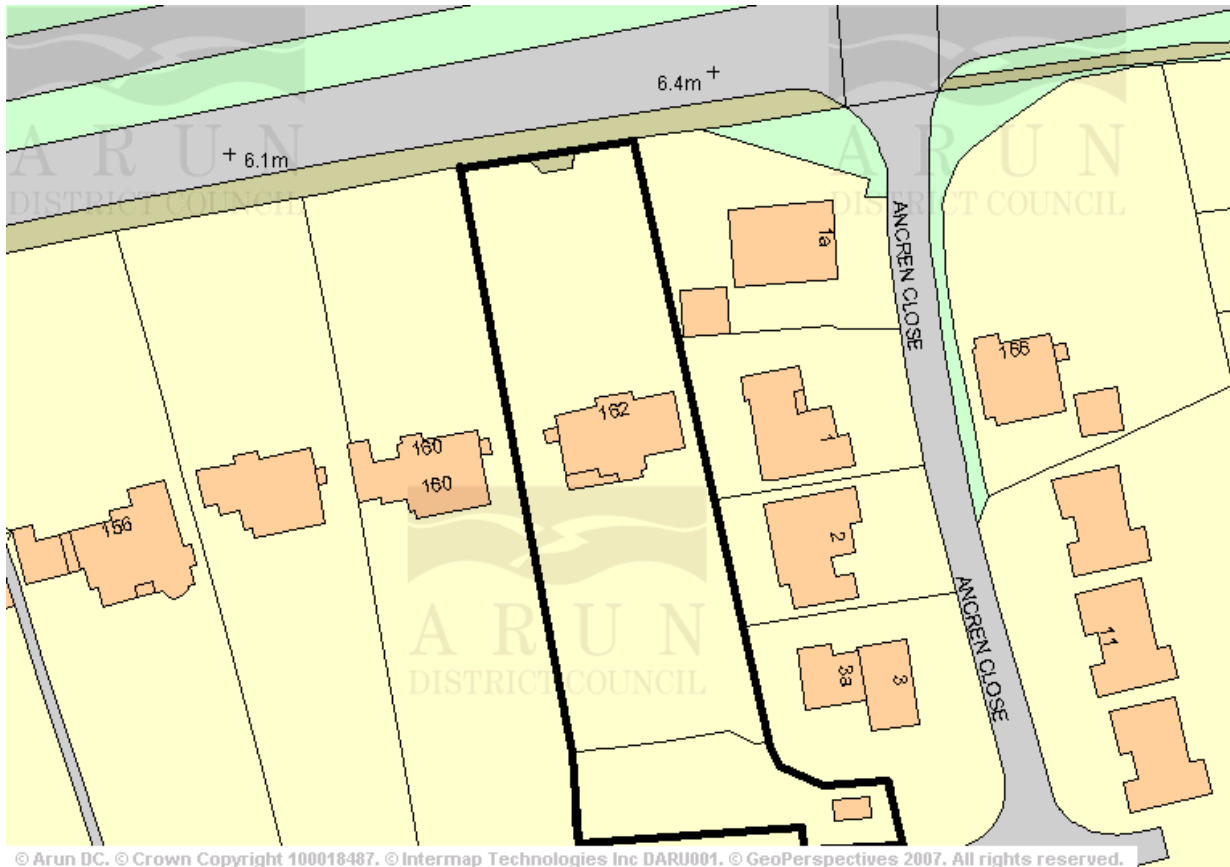 6.4m
6.1m
ARUN
DISTRICT COUNCIL
ARUN
DISTRICT COUNCIL
1a
ANCREN CLOSE
166
162
1
160
160
156
2
ARUN
DISTRICT COUNCIL
ANCREN CLOSE
11
3a
3
© Arun DC. © Crown Copyright 100018487. © Intermap Technologies Inc DARU001. © GeoPerspectives 2007. All rights reserved.